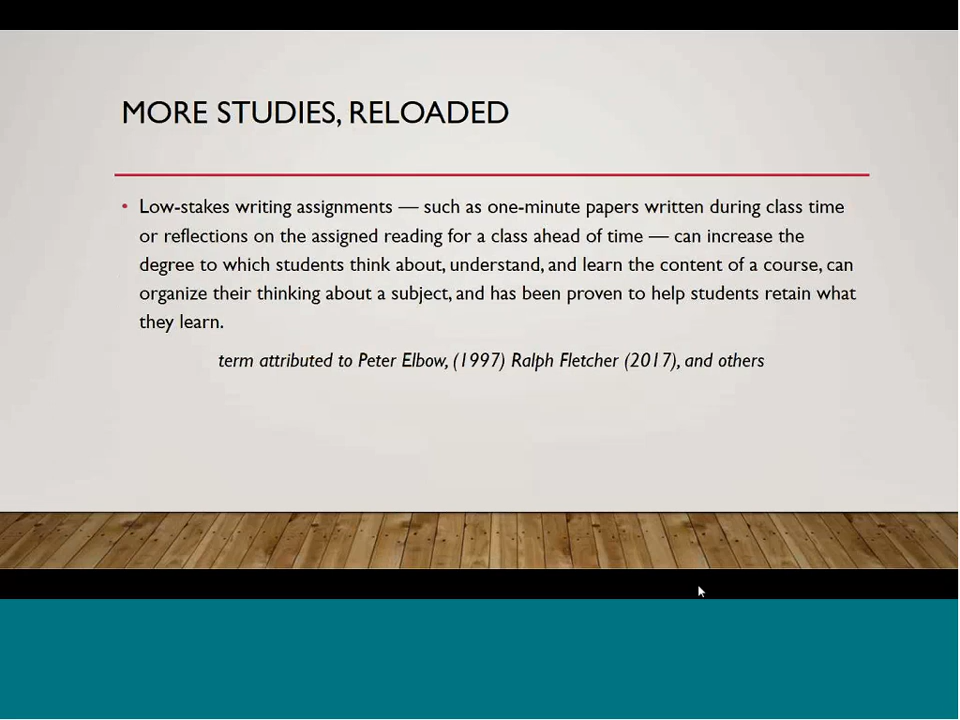 MORE STUDIES, RELOADED
• Low-stakes writing assignments — such as one-minute papers written during class time
or reflections on the assigned reading for a class ahead of time — can increase the
degree to which students think about, understand, and learn the content of a course, can
organize their thinking about a subject, and has been proven to help students retain what
they learn.
term attributed to Peter Elbow, (1997) Ralph Fletcher (2017), and others